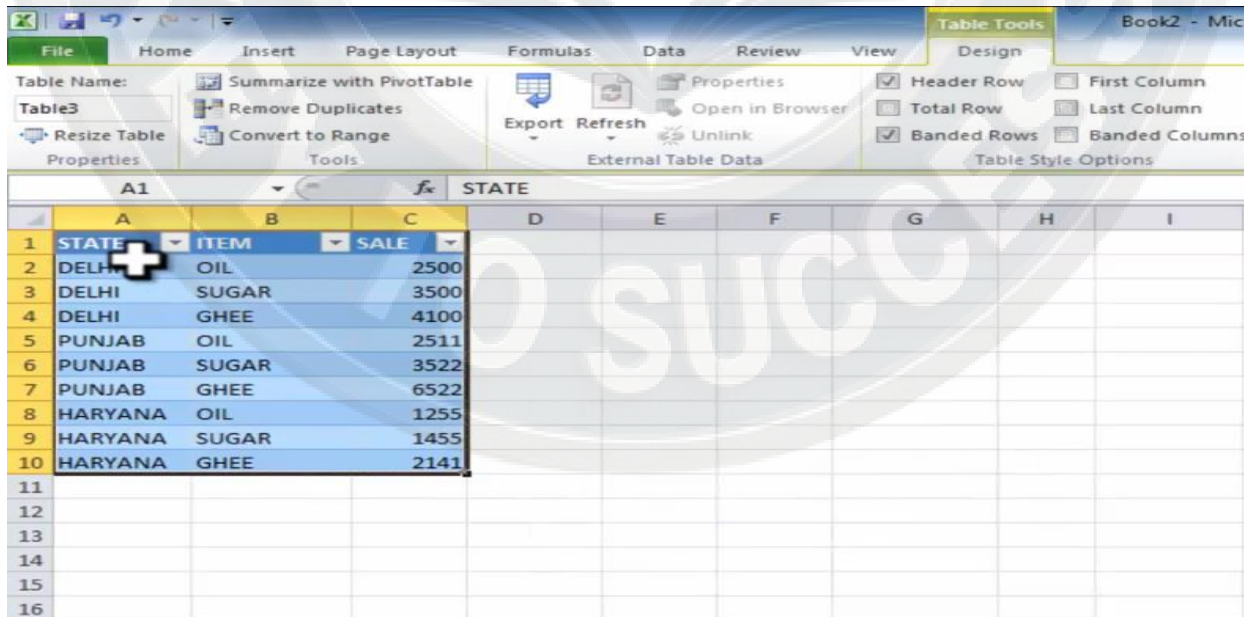 Table Tools Book2 - Mic
File Home Insert Page Layout Formulas Data Review View Design
Table Name: Summarize with PivotTable Properties Header Row First Column
Table3 Remove Duplicates Export Refresh Open in Browser Total Row Last Column
Resize Table Convert to Range Unlink Banded Rows Banded Columns
Properties Tools External Table Data Table Style Options
A1 fx STATE
A B C D E F G H I
1 STATE ITEM SALE
2 DELHI OIL 2500
3 DELHI SUGAR 3500
4 DELHI GHEE 4100
5 PUNJAB OIL 2511
6 PUNJAB SUGAR 3522
7 PUNJAB GHEE 6522
8 HARYANA OIL 1255
9 HARYANA SUGAR 1455
10 HARYANA GHEE 2141
11
12
13
14
15
16
TO SUCCESS